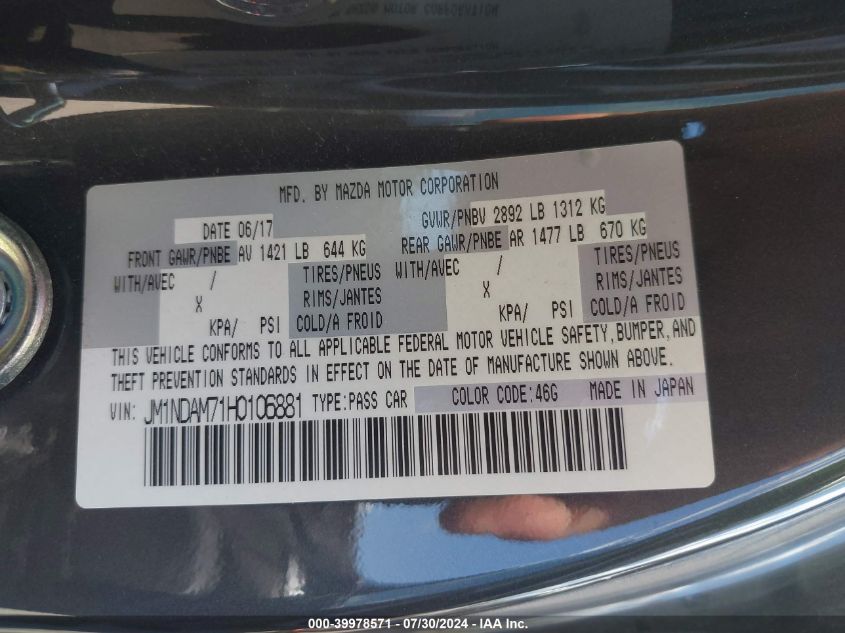 MAZDA MOTOR CORPORATION
MFD. BY MAZDA MOTOR CORPORATION
DATE 06/17 GVWR/PNBV 2892 LB 1312 KG
FRONT GAWR/PNBE AV 1421 LB 644 KG REAR GAWR/PNBE AR 1477 LB 670 KG
WITH/AVEC / TIRES/PNEUS WITH/AVEC / TIRES/PNEUS
X RIMS/JANTES X RIMS/JANTES
KPA/ PSI COLD/A FROID KPA/ PSI COLD/A FROID
THIS VEHICLE CONFORMS TO ALL APPLICABLE FEDERAL MOTOR VEHICLE SAFETY, BUMPER, AND
THEFT PREVENTION STANDARDS IN EFFECT ON THE DATE OF MANUFACTURE SHOWN ABOVE.
VIN: JM1NDAM71H0106881 TYPE:PASS CAR COLOR CODE:46G MADE IN JAPAN
000-39978571 / 07/30/2024 - IAA Inc.